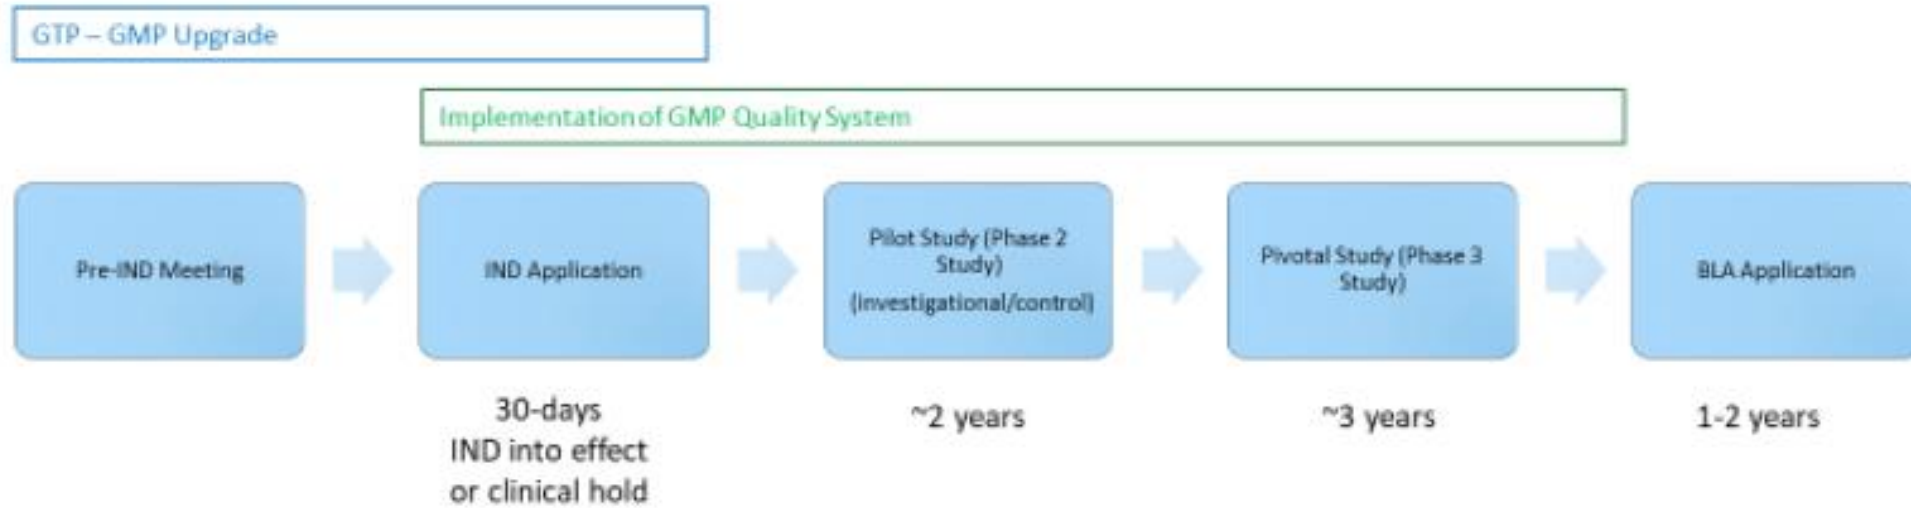 GTP – GMP Upgrade
Implementation of GMP Quality System
Pre-IND Meeting
IND Application
Pilot Study (Phase 2
Study)
(investigational/control)
Pivotal Study (Phase 3
Study)
BLA Application
30-days
IND into effect
or clinical hold
~2 years
~3 years
1-2 years